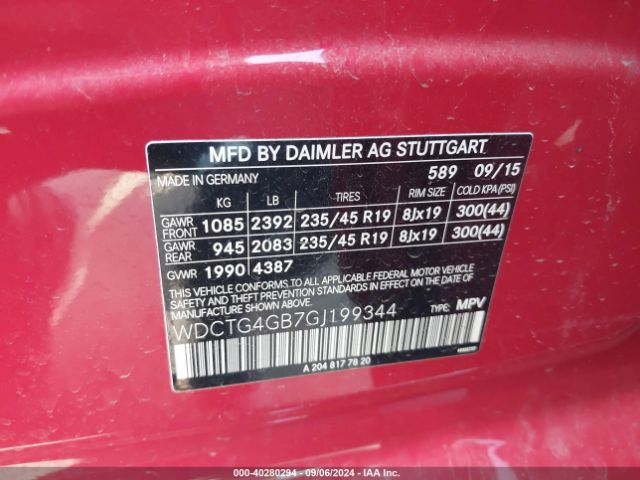 MFD BY DAIMLER AG STUTTGART
MADE IN GERMANY 589 09/15
KG LB TIRES RIM SIZE COLD KPA(PSI)
GAWR FRONT 1085 2392 235/45 R19 8Jx19 300(44)
GAWR REAR 945 2083 235/45 R19 8Jx19 300(44)
GVWR 1990 4387
THIS VEHICLE CONFORMS TO ALL APPLICABLE FEDERAL MOTOR VEHICLE
SAFETY AND THEFT PREVENTION STANDARDS IN EFFECT ON THE DATE OF
MANUFACTURE SHOWN ABOVE.
WDCTG4GB7GJ199344 TYPE: MPV
A 204 817 78 20
000-40280294 - 09/06/2024 - IAA Inc.